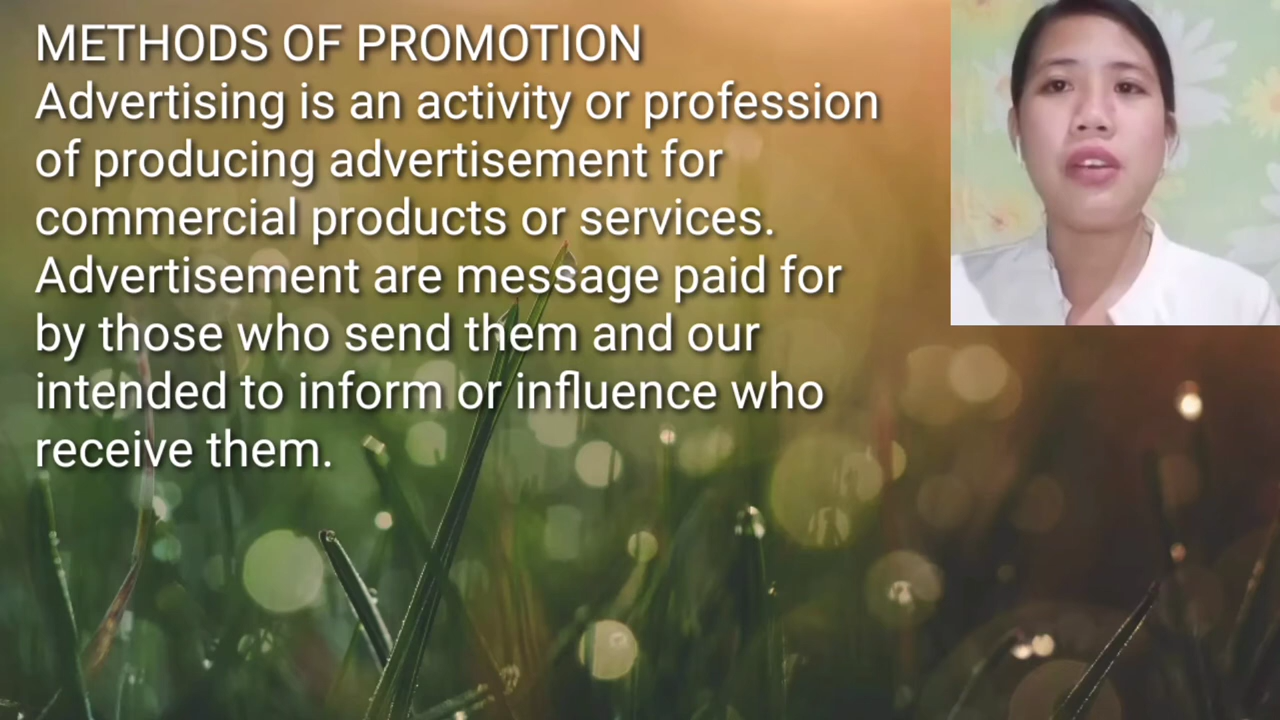 METHODS OF PROMOTION
Advertising is an activity or profession
of producing advertisement for
commercial products or services.
Advertisement are message paid for
by those who send them and our
intended to inform or influence who
receive them.